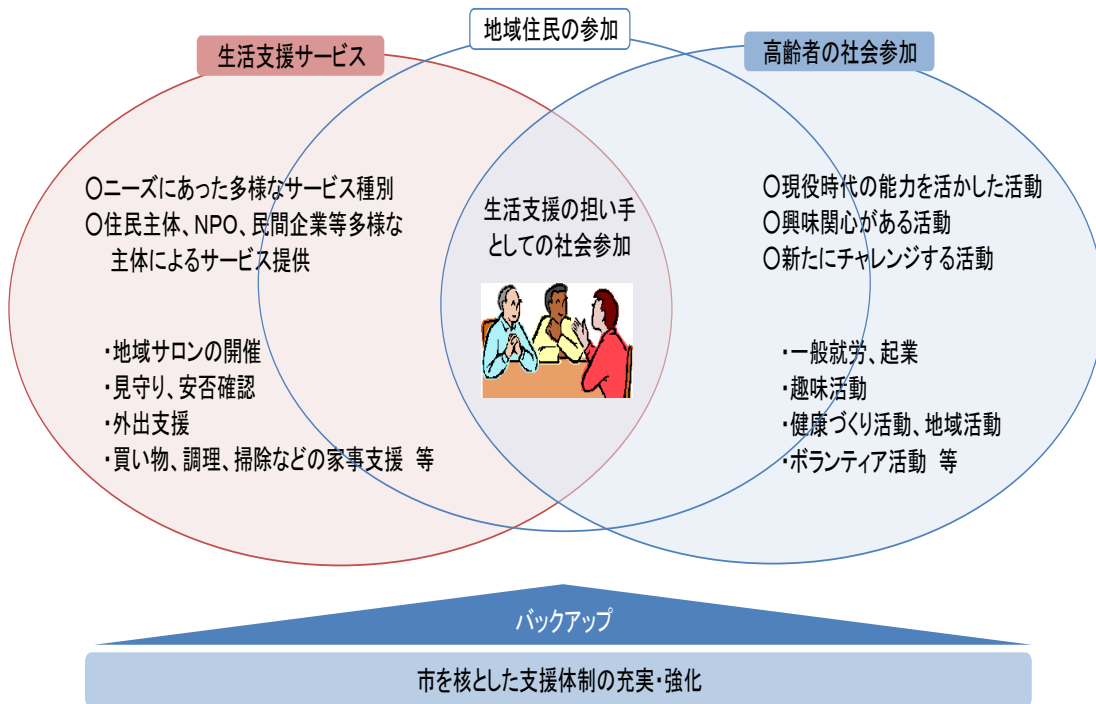 地域住民の参加
生活支援サービス
高齢者の社会参加
○ニーズにあった多様なサービス種別
○住民主体、NPO、民間企業等多様な
主体によるサービス提供
・地域サロンの開催
・見守り、安否確認
・外出支援
・買い物、調理、掃除などの家事支援 等
生活支援の担い手
としての社会参加
○現役時代の能力を活かした活動
○興味関心がある活動
○新たにチャレンジする活動
・一般就労、起業
・趣味活動
・健康づくり活動、地域活動
・ボランティア活動 等
バックアップ
市を核とした支援体制の充実・強化